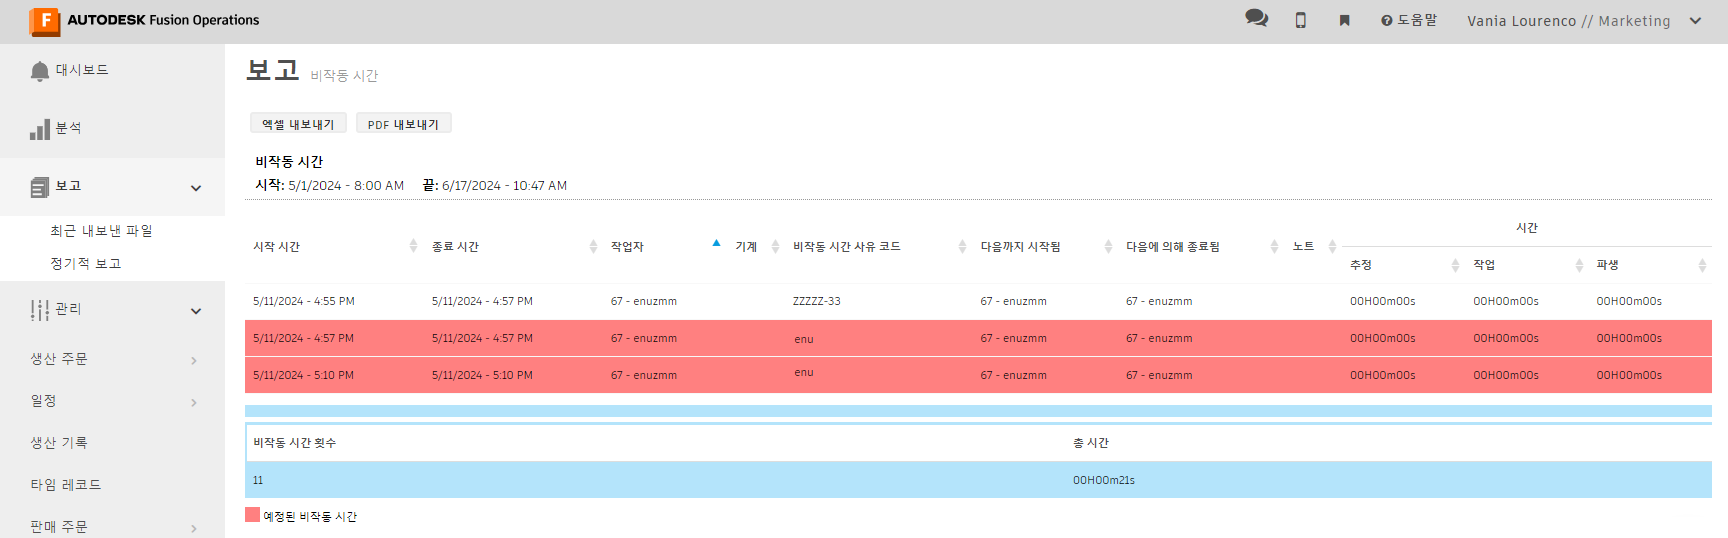 AUTODESK Fusion Operations
도움말
Vania Lourenco // Marketing
대시보드
분석
보고
최근 내보낸 파일
정기적 보고
관리
생산 주문
일정
생산 기록
타임 레코드
판매 주문
보고 비작동 시간
엑셀 내보내기 PDF 내보내기
비작동 시간
시작: 5/1/2024 - 8:00 AM 끝: 6/17/2024 - 10:47 AM
시간
시작 시간 종료 시간 작업자 기계 비작동 시간 사유 코드 다음까지 시작됨 다음에 의해 종료됨 노트
추정 작업 파생
5/11/2024 - 4:55 PM 5/11/2024 - 4:57 PM 67 - enuzmm ZZZZZ-33 67 - enuzmm 67 - enuzmm 00H00m00s 00H00m00s 00H00m00s
5/11/2024 - 4:57 PM 5/11/2024 - 4:57 PM 67 - enuzmm enu 67 - enuzmm 67 - enuzmm 00H00m00s 00H00m00s 00H00m00s
5/11/2024 - 5:10 PM 5/11/2024 - 5:10 PM 67 - enuzmm enu 67 - enuzmm 67 - enuzmm 00H00m00s 00H00m00s 00H00m00s
비작동 시간 횟수 총 시간
11 00H00m21s
예정된 비작동 시간